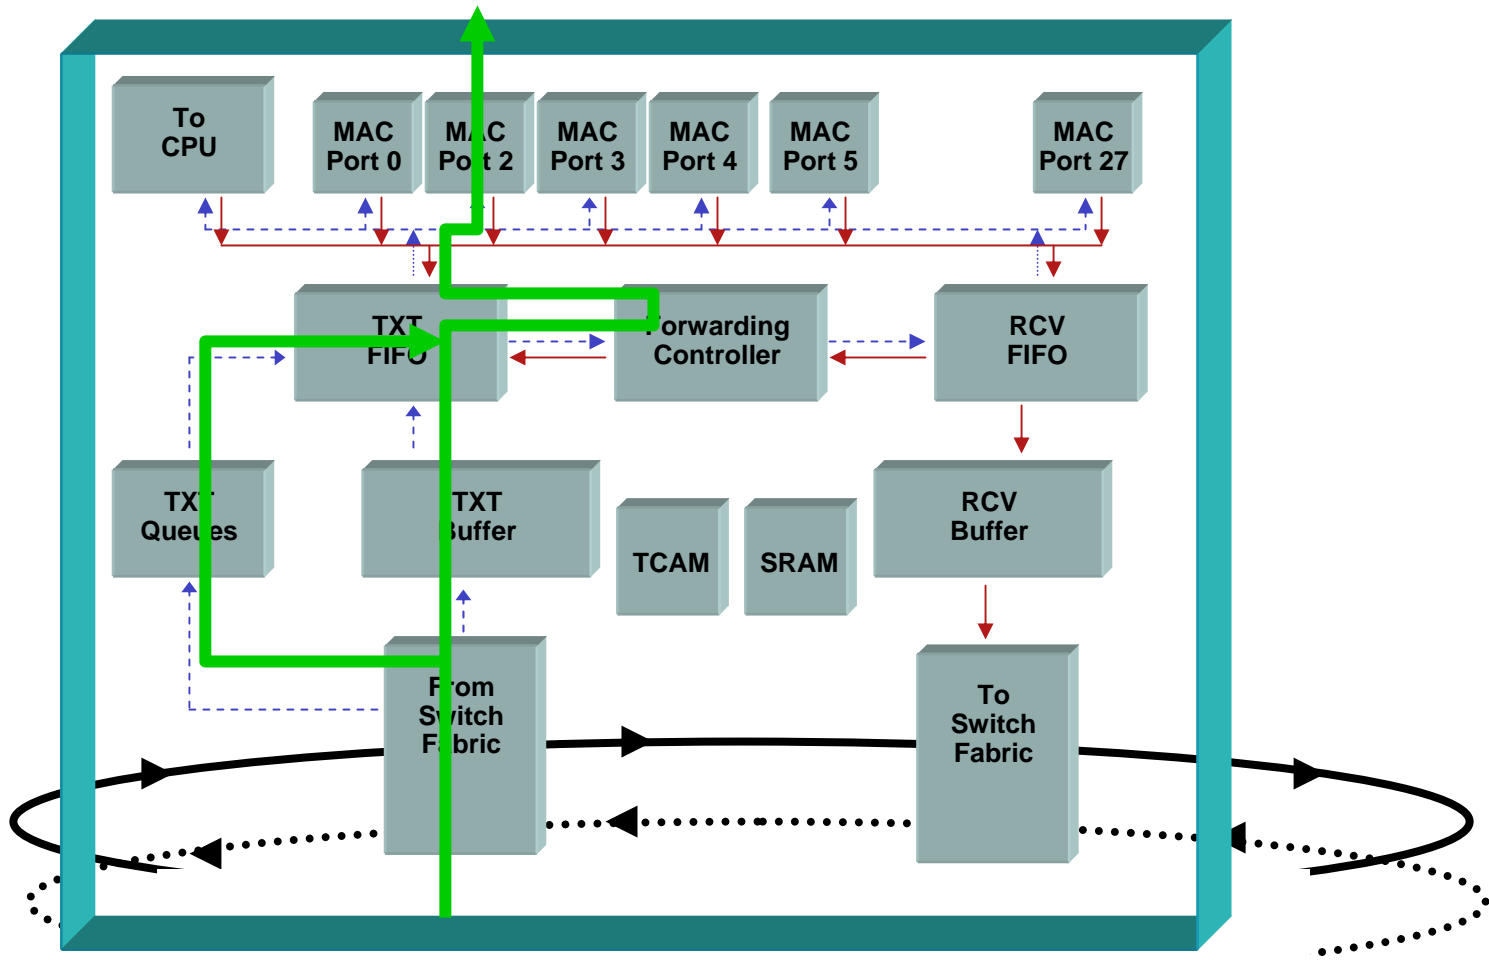 To
CPU
MAC
Port 0
MAC
Port 2
MAC
Port 3
MAC
Port 4
MAC
Port 5
MAC
Port 27
TXT
FIFO
Forwarding
Controller
RCV
FIFO
TXT
Queues
TXT
Buffer
TCAM
SRAM
RCV
Buffer
From
Switch
Fabric
To
Switch
Fabric